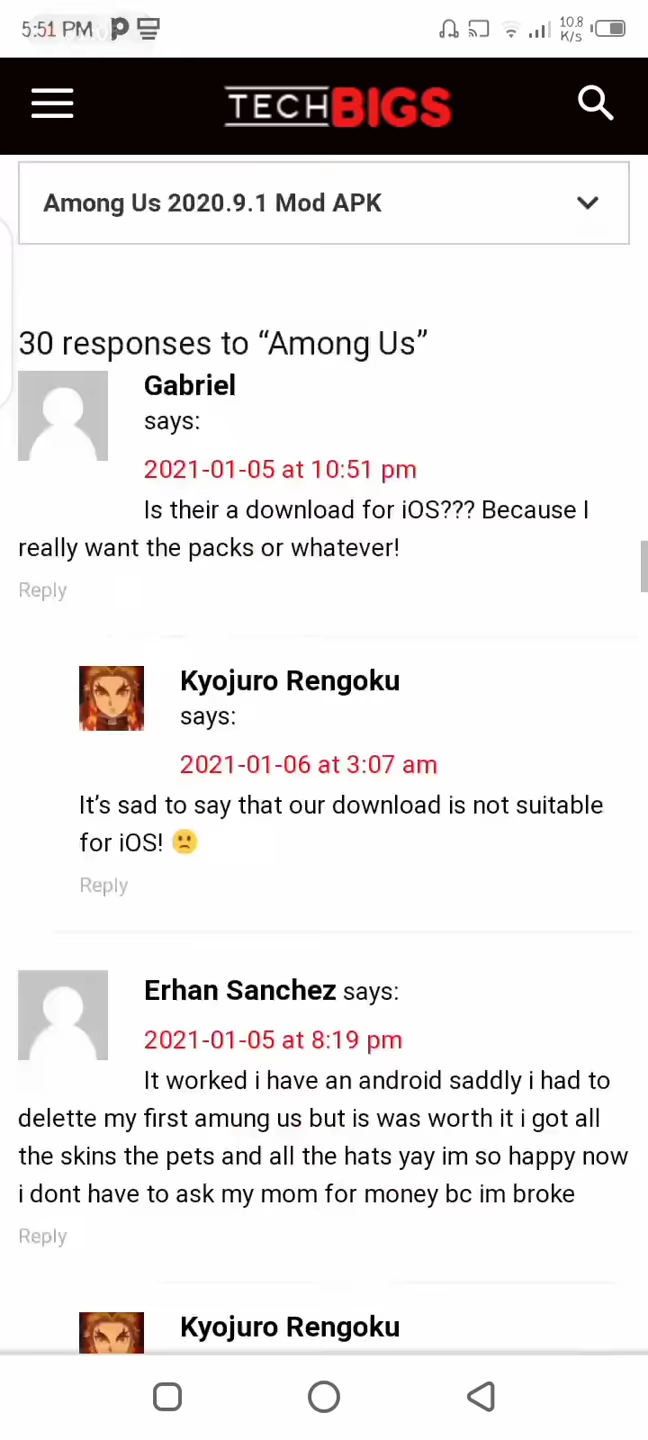 5:51 PM
10.8
K/s
TECHBIGS
Among Us 2020.9.1 Mod APK
30 responses to “Among Us”
Gabriel
says:
2021-01-05 at 10:51 pm
Is their a download for iOS??? Because I
really want the packs or whatever!
Reply
Kyojuro Rengoku
says:
2021-01-06 at 3:07 am
It’s sad to say that our download is not suitable
for iOS! 🙁
Reply
Erhan Sanchez says:
2021-01-05 at 8:19 pm
It worked i have an android saddly i had to
delette my first amung us but is was worth it i got all
the skins the pets and all the hats yay im so happy now
i dont have to ask my mom for money bc im broke
Reply
Kyojuro Rengoku